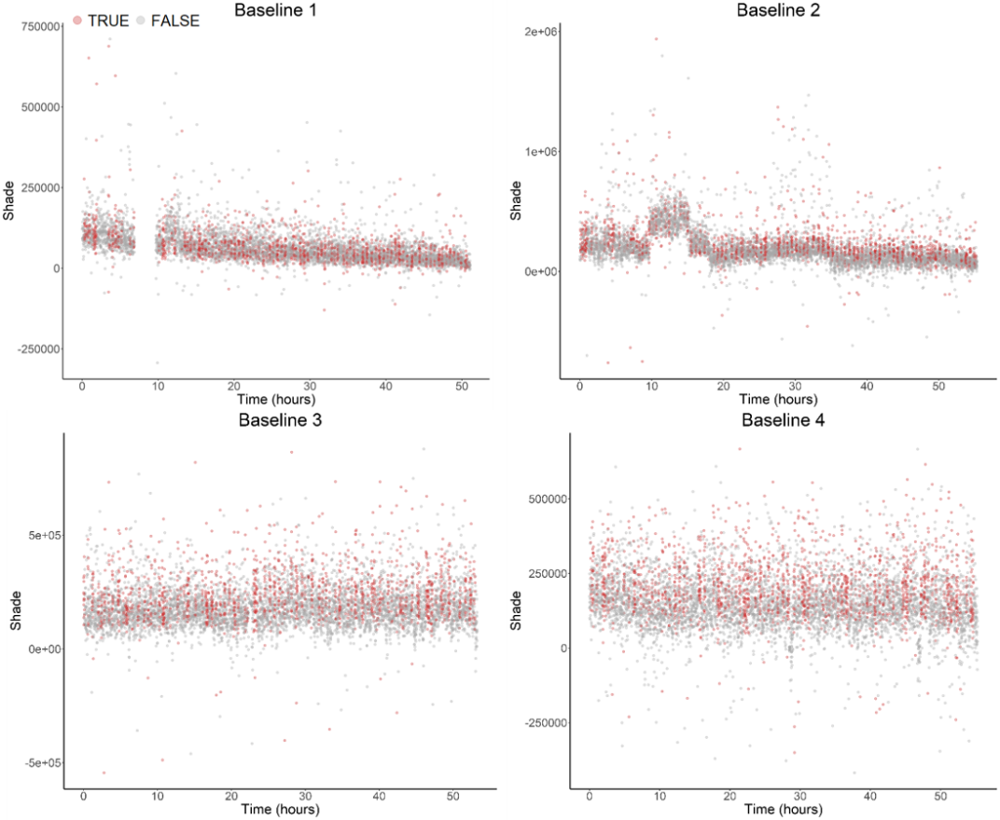 Baseline 1
TRUE FALSE
750000
500000
250000
0
-250000
Shade
0 10 20 30 40 50
Time (hours)
Baseline 2
2e+06
1e+06
0e+00
Shade
0 10 20 30 40 50
Time (hours)
Baseline 3
5e+05
0e+00
-5e+05
Shade
0 10 20 30 40 50
Time (hours)
Baseline 4
500000
250000
0
-250000
Shade
0 10 20 30 40 50
Time (hours)